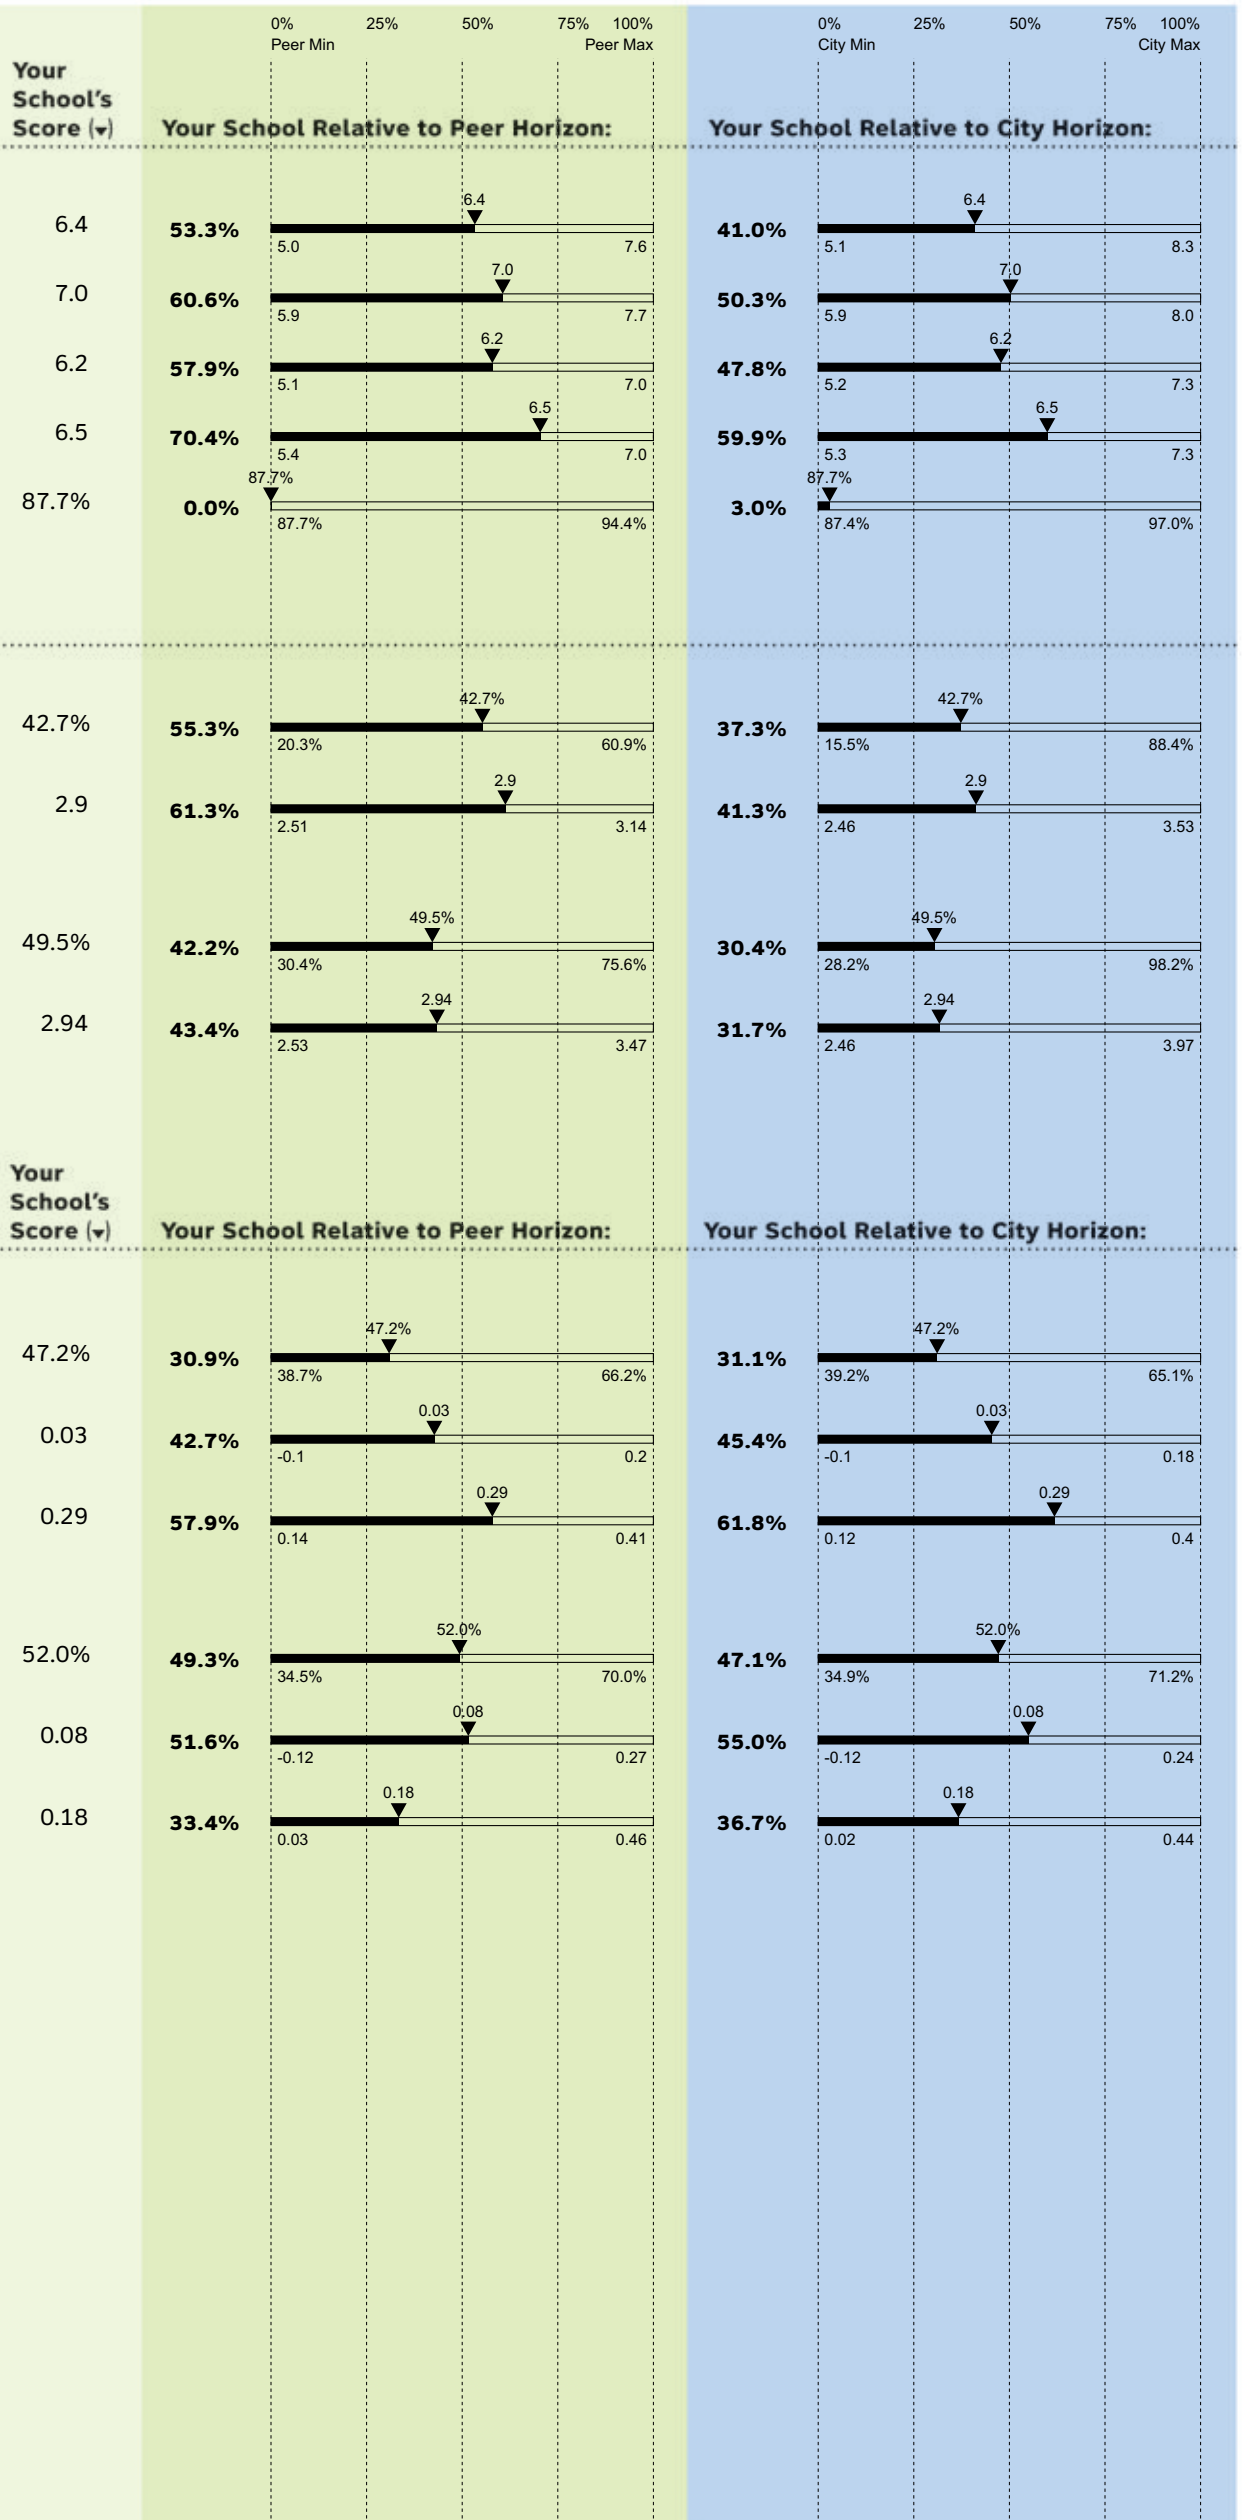 0% 25% 50% 75% 100% 0% 25% 50% 75% 100%
Peer Min Peer Max City Min City Max
Your
School's
Score (▾) Your School Relative to Peer Horizon: Your School Relative to City Horizon:
6.4 6.4
6.4 53.3% 41.0%
5.0 7.6 5.1 8.3
7.0 7.0
7.0 60.6% 50.3%
5.9 7.7 5.9 8.0
6.2 6.2
6.2 57.9% 47.8%
5.1 7.0 5.2 7.3
6.5 6.5
6.5 70.4% 59.9%
5.4 7.0 5.3 7.3
87.7% 87.7%
87.7% 0.0% 3.0%
87.7% 94.4% 87.4% 97.0%
42.7% 42.7%
42.7% 55.3% 37.3%
20.3% 60.9% 15.5% 88.4%
2.9 2.9
2.9 61.3% 41.3%
2.51 3.14 2.46 3.53
49.5% 49.5%
49.5% 42.2% 30.4%
30.4% 75.6% 28.2% 98.2%
2.94 2.94
2.94 43.4% 31.7%
2.53 3.47 2.46 3.97
Your
School's
Score (▾) Your School Relative to Peer Horizon: Your School Relative to City Horizon:
47.2% 47.2%
47.2% 30.9% 31.1%
38.7% 66.2% 39.2% 65.1%
0.03 0.03
0.03 42.7% 45.4%
-0.1 0.2 -0.1 0.18
0.29 0.29
0.29 57.9% 61.8%
0.14 0.41 0.12 0.4
52.0% 52.0%
52.0% 49.3% 47.1%
34.5% 70.0% 34.9% 71.2%
0.08 0.08
0.08 51.6% 55.0%
-0.12 0.27 -0.12 0.24
0.18 0.18
0.18 33.4% 36.7%
0.03 0.46 0.02 0.44